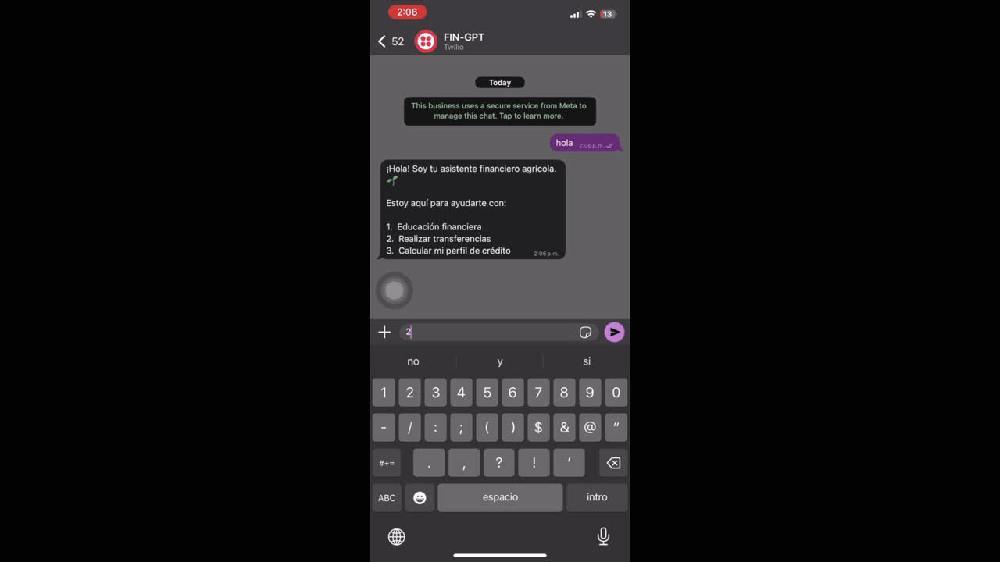 2:06
13
52
FIN-GPT
Twilio
Today
This business uses a secure service from Meta to
manage this chat. Tap to learn more.
hola 2:06 p.m.
¡Hola! Soy tu asistente financiero agrícola.
Estoy aquí para ayudarte con:
1. Educación financiera
2. Realizar transferencias
3. Calcular mi perfil de crédito 2:06 p.m.
2
no y si
1 2 3 4 5 6 7 8 9 0
- / : ; ( ) $ & @ "
#+= . , ? ! '
ABC espacio intro